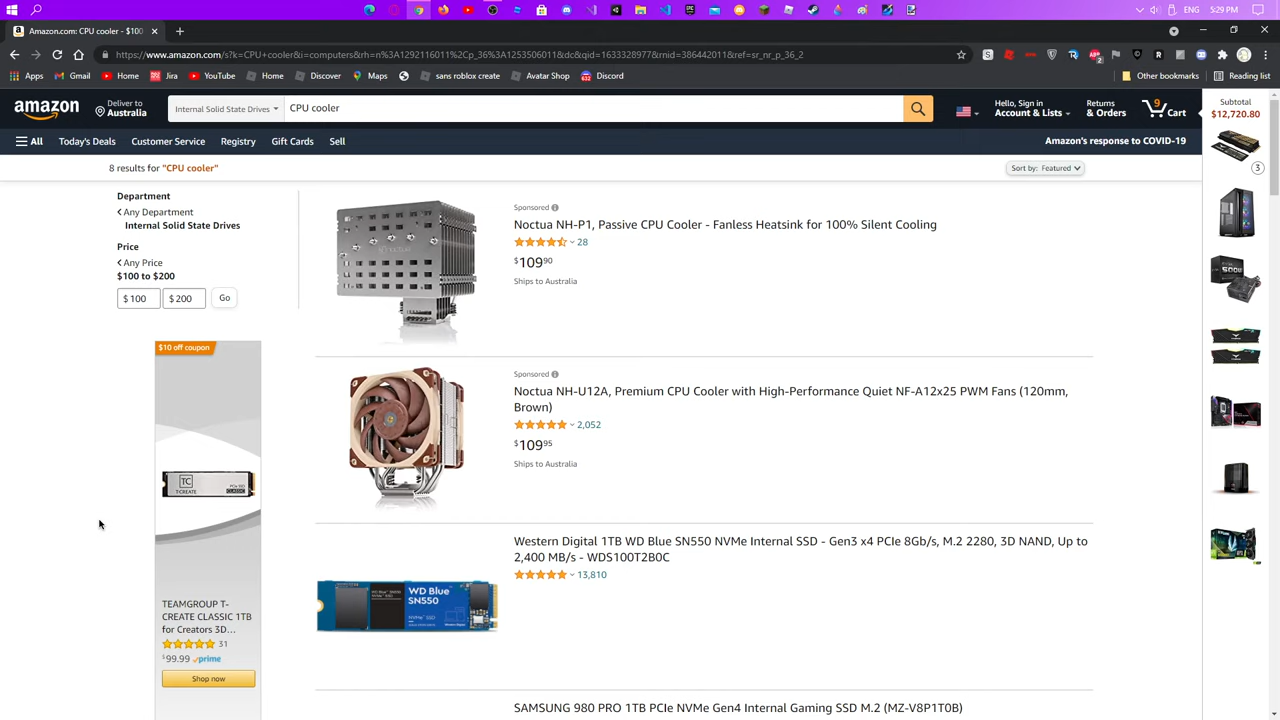 ENG 5:29 PM
Amazon.com: CPU cooler - $100
https://www.amazon.com/s?k=CPU+cooler&i=computers&rh=n%3A1292116011%2Cp_36%3A1253506011&dc&qid=1633328977&rnid=386442011&ref=sr_nr_p_36_2
Apps Gmail Home Jira YouTube Home Discover Maps sans roblox create Avatar Shop Discord Other bookmarks Reading list
amazon
Deliver to
Australia
Internal Solid State Drives
CPU cooler
Hello, Sign in
Account & Lists
Returns
& Orders
9
Cart
Subtotal
$12,720.80
All Today's Deals Customer Service Registry Gift Cards Sell
Amazon's response to COVID-19
8 results for "CPU cooler"
Sort by: Featured
3
Department
Any Department
Internal Solid State Drives
Price
Any Price
$100 to $200
$ 100 $ 200 Go
$10 off coupon
TC
T·CREATE
PCIe SSD
CLASSIC
TEAMGROUP T-
CREATE CLASSIC 1TB
for Creators 3D...
31
$99.99 prime
Shop now
Sponsored
Noctua NH-P1, Passive CPU Cooler - Fanless Heatsink for 100% Silent Cooling
28
$10990
Ships to Australia
Sponsored
Noctua NH-U12A, Premium CPU Cooler with High-Performance Quiet NF-A12x25 PWM Fans (120mm,
Brown)
2,052
$10995
Ships to Australia
Western Digital 1TB WD Blue SN550 NVMe Internal SSD - Gen3 x4 PCIe 8Gb/s, M.2 2280, 3D NAND, Up to
2,400 MB/s - WDS100T2B0C
13,810
WD Blue
SN550
SAMSUNG 980 PRO 1TB PCIe NVMe Gen4 Internal Gaming SSD M.2 (MZ-V8P1T0B)